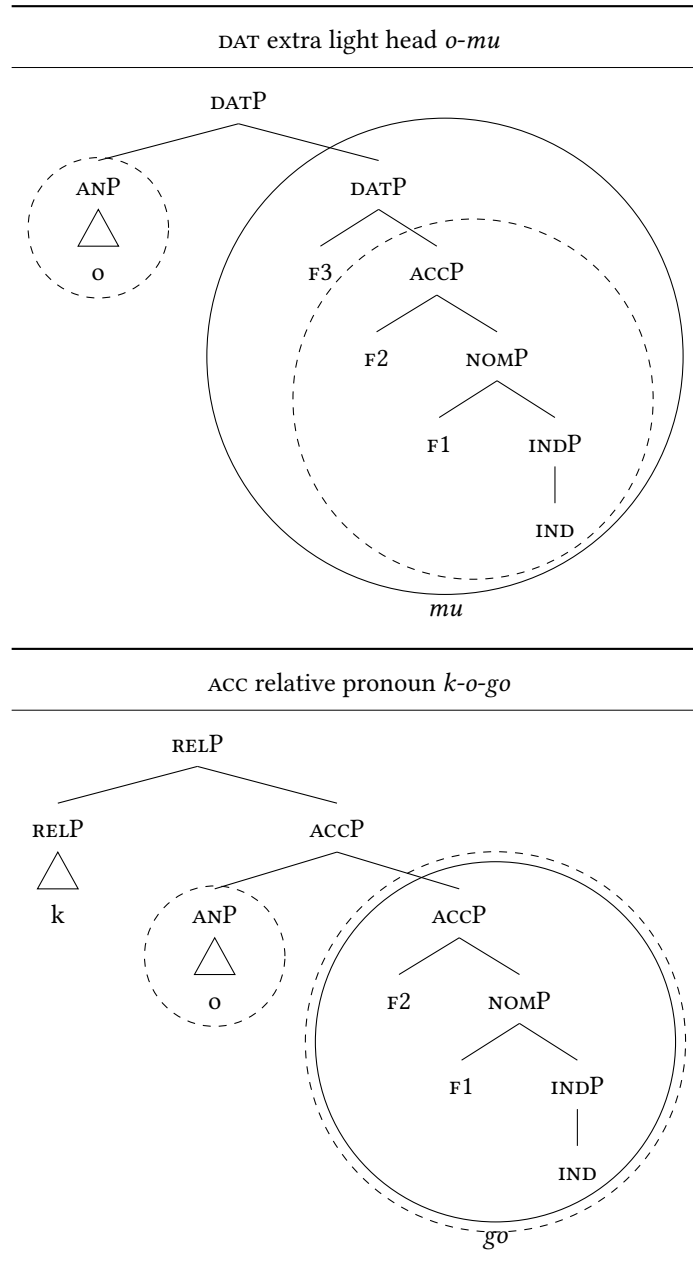 DAT extra light head o-mu
DATP
ANP DATP
o F3 ACCP
F2 NOMP
F1 INDP
IND
mu
ACC relative pronoun k-o-go
RELP
RELP ACCP
k ANP ACCP
o F2 NOMP
F1 INDP
IND
go